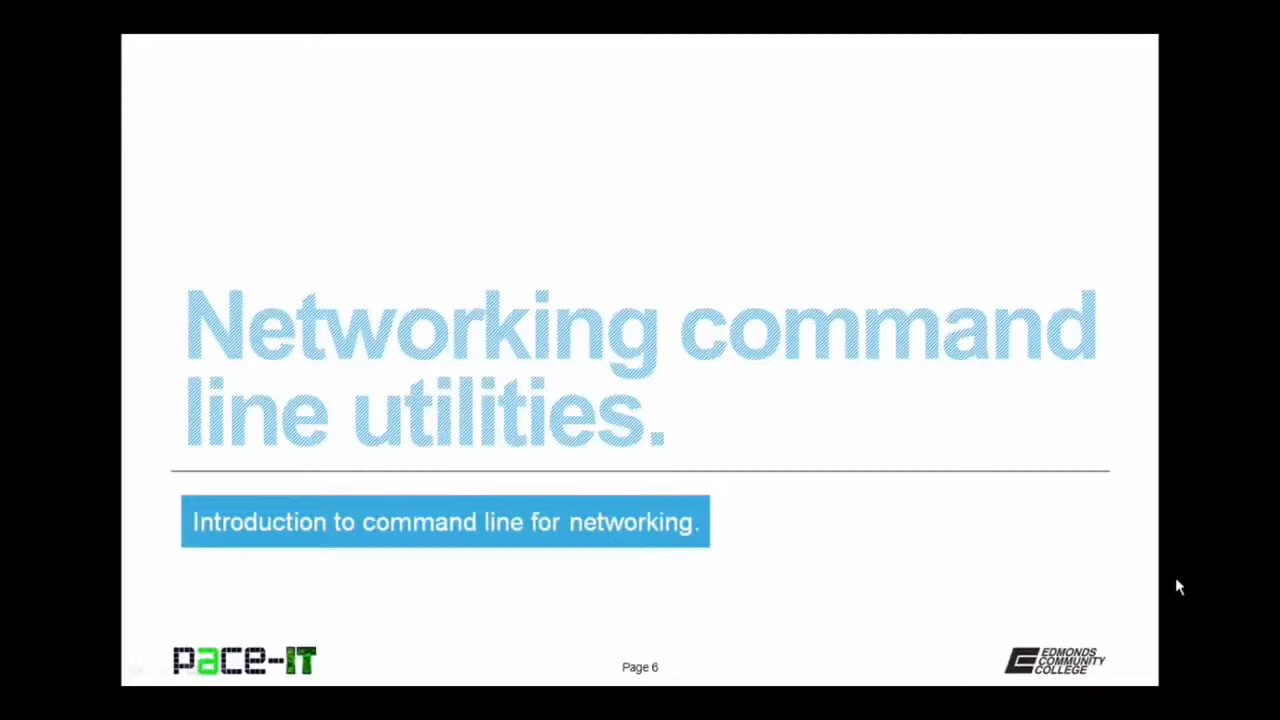 Networking command
line utilities.
Introduction to command line for networking.
pace-IT
Page 6
EDMONDS
COMMUNITY
COLLEGE